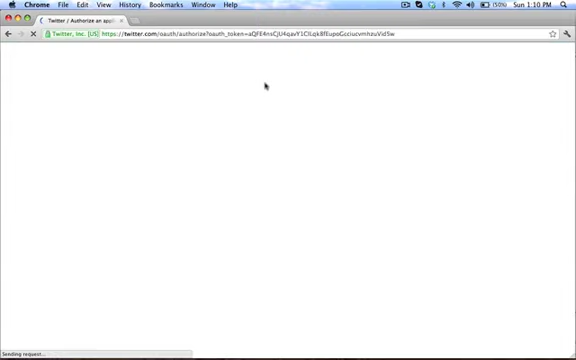 Chrome File Edit View History Bookmarks Window Help (50%) Sun 1:10 PM
Twitter / Authorize an appl
Twitter, Inc. [US] https://twitter.com/oauth/authorize?oauth_token=
Sending request...